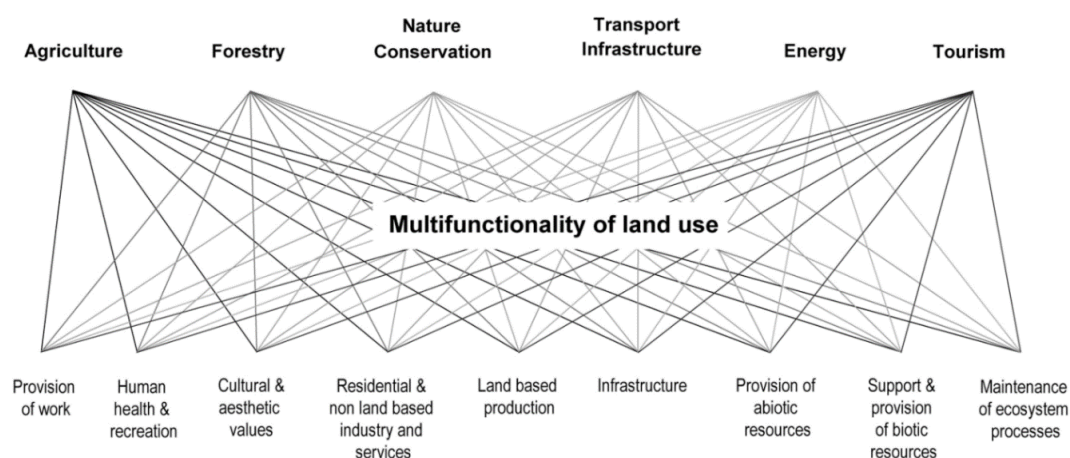 Agriculture
Forestry
Nature
Conservation
Transport
Infrastructure
Energy
Tourism
Multifunctionality of land use
Provision
of work
Human
health &
recreation
Cultural &
aesthetic
values
Residential &
non land based
industry and
services
Land based
production
Infrastructure
Provision of
abiotic
resources
Support &
provision
of biotic
resources
Maintenance
of ecosystem
processes